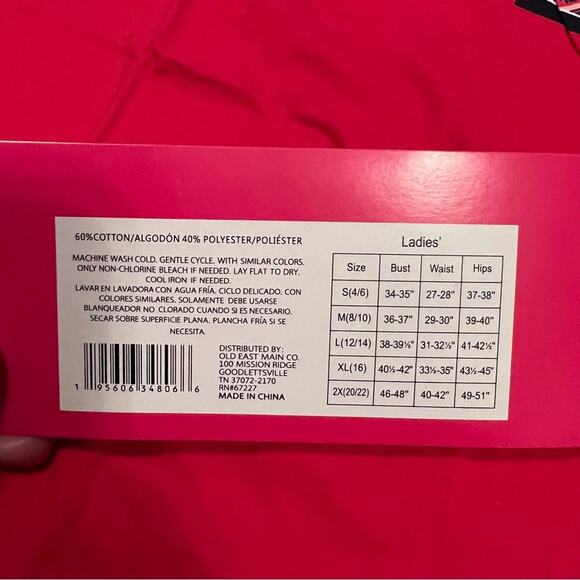 60%COTTON/ALGODÓN 40% POLYESTER/POLIÉSTER
MACHINE WASH COLD. GENTLE CYCLE. WITH SIMILAR COLORS.
ONLY NON-CHLORINE BLEACH IF NEEDED. LAY FLAT TO DRY.
COOL IRON IF NEEDED.
LAVAR EN LAVADORA CON AGUA FRÍA. CICLO DELICADO. CON
COLORES SIMILARES. SOLAMENTE DEBE USARSE
BLANQUEADOR NO CLORADO CUANDO SI ES NECESARIO.
SECAR SOBRE SUPERFICIE PLANA. PLANCHA FRÍA SI SE
NECESITA.
1 95606 34806 6
DISTRIBUTED BY:
OLD EAST MAIN CO.
100 MISSION RIDGE
GOODLETTSVILLE
TN 37072-2170
RN#67227
MADE IN CHINA
Ladies'
Size Bust Waist Hips
S(4/6) 34-35" 27-28" 37-38"
M(8/10) 36-37" 29-30" 39-40"
L(12/14) 38-39½" 31-32½" 41-42½"
XL(16) 40½-42" 33½-35" 43½-45"
2X(20/22) 46-48" 40-42" 49-51"